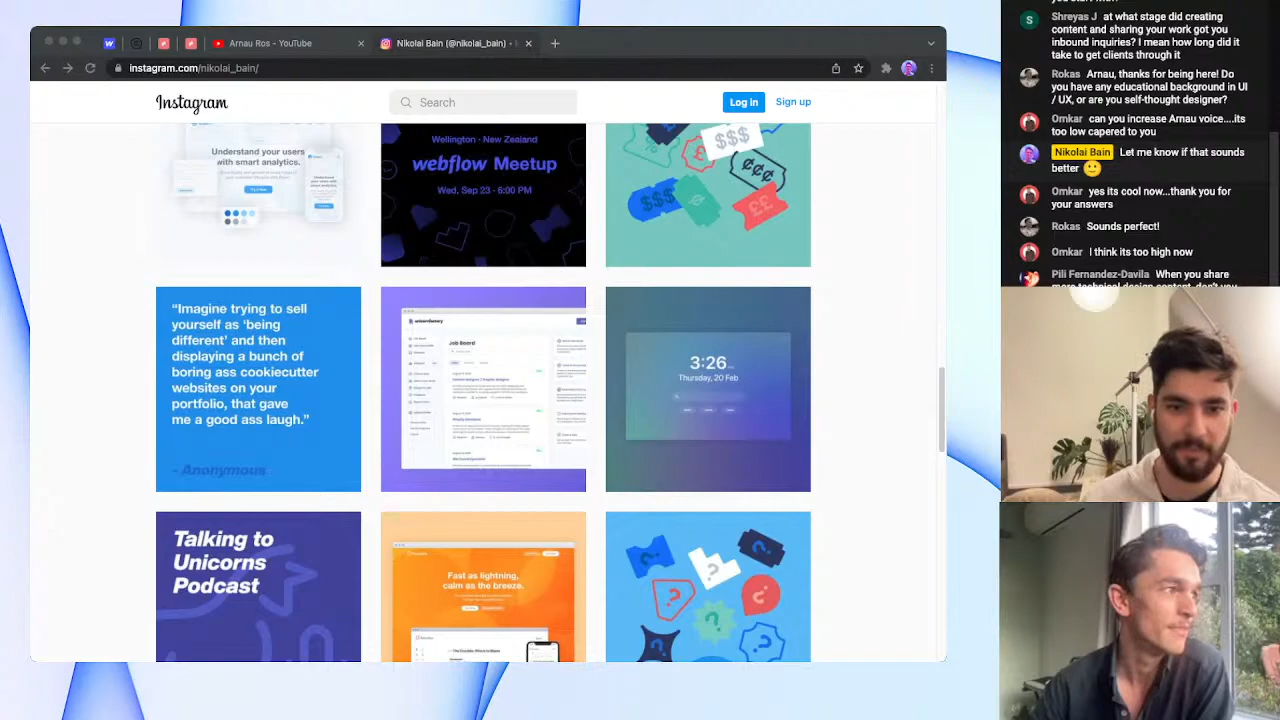 Arnau Ros - YouTube
Nikolai Bain (@nikolai_bain) •
instagram.com/nikolai_bain/
Instagram
Search
Log in
Sign up
Understand your users
with smart analytics.
Wellington - New Zealand
webflow Meetup
Wed, Sep 23 - 6:00 PM
$$$
$$$
¢¢¢
££
£
“Imagine trying to sell
yourself as ‘being
different’ and then
displaying a bunch of
boring ass cookiecutter
websites on your
portfolio, that gave
me a good ass laugh.”
- Anonymous
unicornfactory
Job Board
3:26
Thursday, 20 Feb
Talking to
Unicorns
Podcast
Fast as lightning,
calm as the breeze.
?
?
?
?
?
?
?
Shreyas J at what stage did creating
content and sharing your work got you
inbound inquiries? I mean how long did it
take to get clients through it
Rokas Arnau, thanks for being here! Do
you have any educational background in UI
/ UX, or are you self-thought designer?
Omkar can you increase Arnau voice....its
too low capered to you
Nikolai Bain Let me know if that sounds
better
Omkar yes its cool now...thank you for
your answers
Rokas Sounds perfect!
Omkar I think its too high now
Pili Fernandez-Davila When you share
more technical design content, don't you